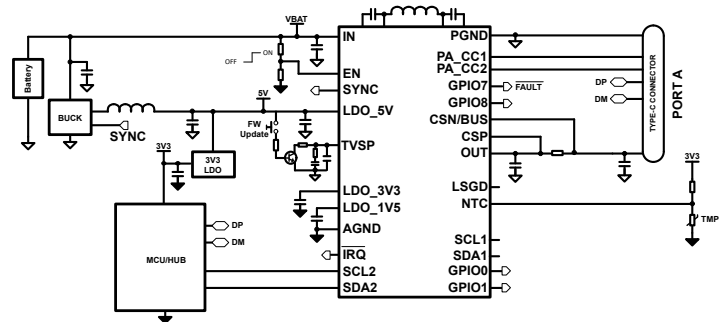 VBAT
IN
ON
OFF
EN
SYNC
5V
LDO_5V
FW
Update
TVSP
LDO_3V3
LDO_1V5
AGND
IRQ
SCL2
SDA2
Battery
BUCK
SYNC
3V3
3V3
LDO
MCU/HUB
DP
DM
PGND
PA_CC1
PA_CC2
GPIO7
FAULT
GPIO8
CSN/BUS
CSP
OUT
LSGD
NTC
SCL1
SDA1
GPIO0
GPIO1
DP
DM
TYPE-C CONNECTOR
PORT A
3V3
TMP